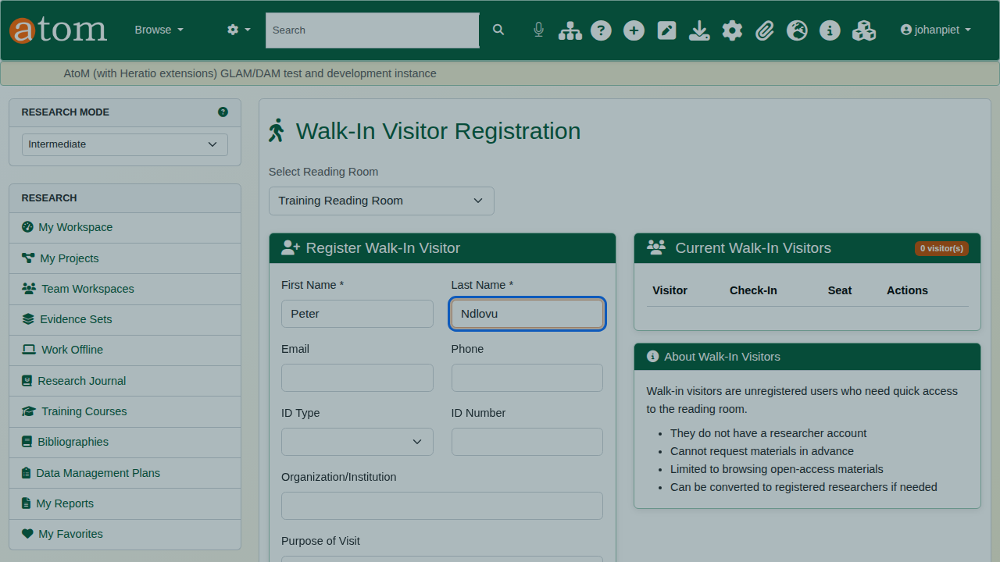 atom
Browse
Search
johanpiet
AtoM (with Heratio extensions) GLAM/DAM test and development instance
RESEARCH MODE
Intermediate
RESEARCH
My Workspace
My Projects
Team Workspaces
Evidence Sets
Work Offline
Research Journal
Training Courses
Bibliographies
Data Management Plans
My Reports
My Favorites
Walk-In Visitor Registration
Select Reading Room
Training Reading Room
Register Walk-In Visitor
First Name *
Last Name *
Peter
Ndlovu
Email
Phone
ID Type
ID Number
Organization/Institution
Purpose of Visit
Current Walk-In Visitors
0 visitor(s)
Visitor Check-In Seat Actions
About Walk-In Visitors
Walk-in visitors are unregistered users who need quick access
to the reading room.
• They do not have a researcher account
• Cannot request materials in advance
• Limited to browsing open-access materials
• Can be converted to registered researchers if needed